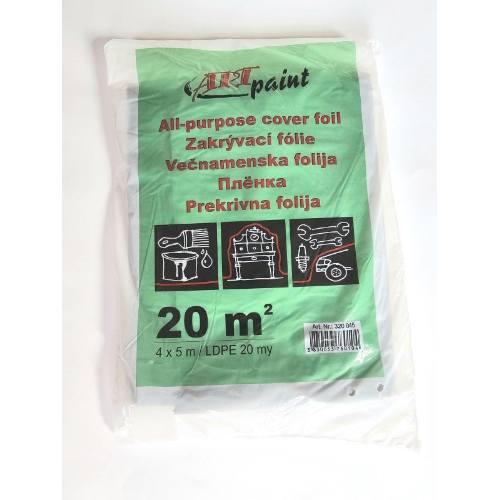 ART
paint
All-purpose cover foil
Zakrývací fólie
Večnamenska folija
Плёнка
Prekrivna folija
20 m²
4 x 5 m / LDPE 20 my
Art. Nr.: 320 045